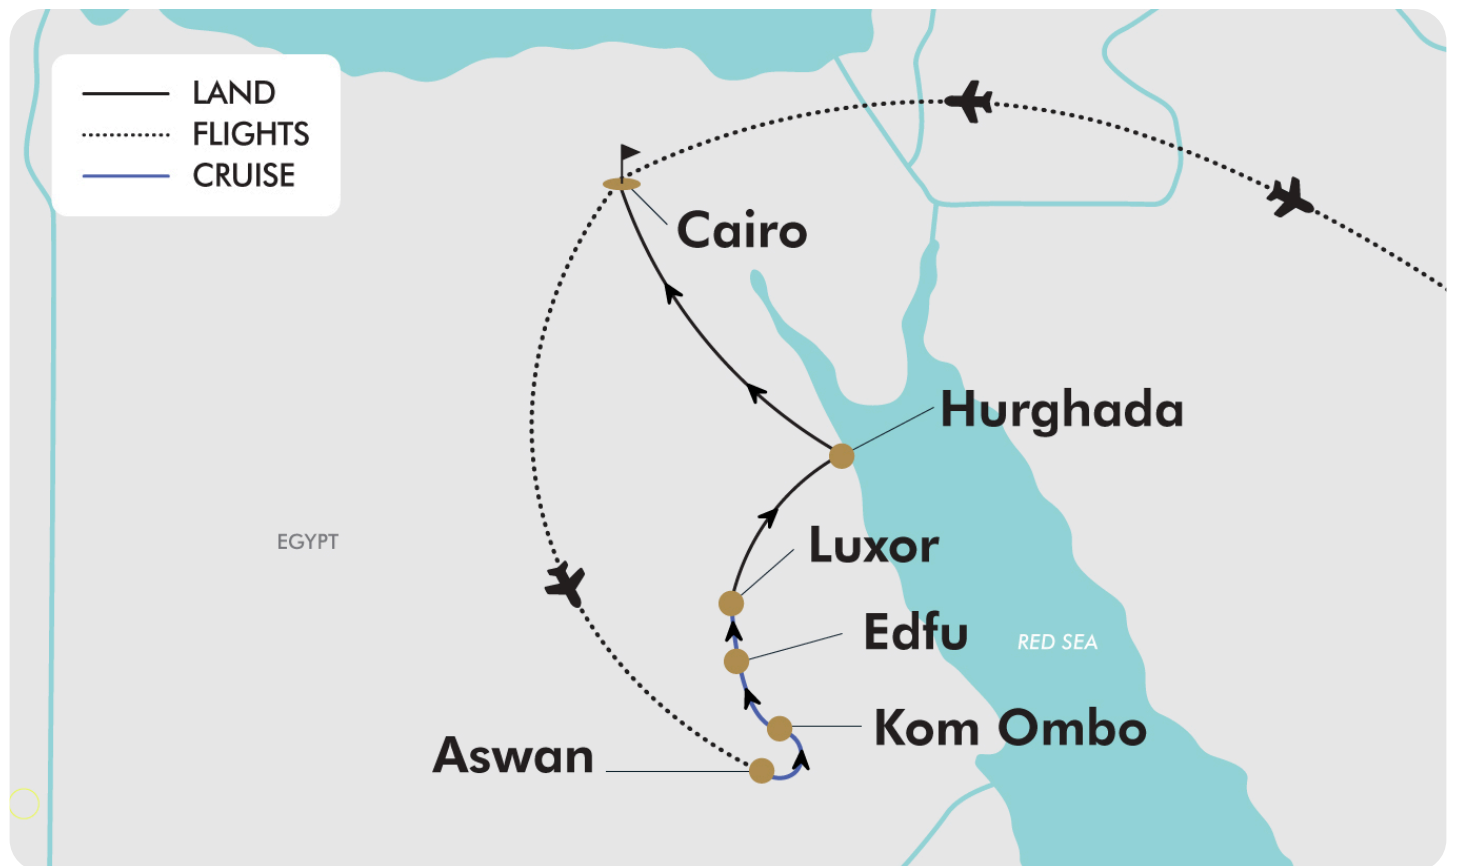 LAND
FLIGHTS
CRUISE
Cairo
Hurghada
Luxor
EGYPT
Edfu
RED SEA
Kom Ombo
Aswan